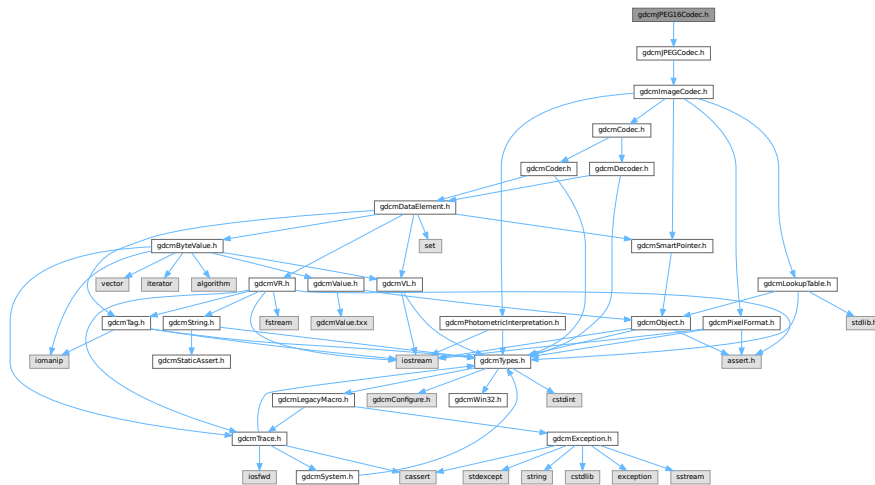 gdcmJPEG16Codec.h
gdcmJPEGCodec.h
gdcmImageCodec.h
gdcmCodec.h
gdcmCoder.h
gdcmDecoder.h
gdcmDataElement.h
gdcmByteValue.h
set
gdcmSmartPointer.h
vector
iterator
algorithm
gdcmVR.h
gdcmValue.h
gdcmVL.h
gdcmLookupTable.h
gdcmTag.h
gdcmString.h
fstream
gdcmValue.txx
gdcmPhotometricInterpretation.h
gdcmObject.h
gdcmPixelFormat.h
stdlib.h
iomanip
gdcmStaticAssert.h
iostream
gdcmTypes.h
assert.h
gdcmLegacyMacro.h
gdcmConfigure.h
gdcmWin32.h
cstdint
gdcmTrace.h
gdcmException.h
iosfwd
gdcmSystem.h
cassert
stdexcept
string
cstdlib
exception
sstream